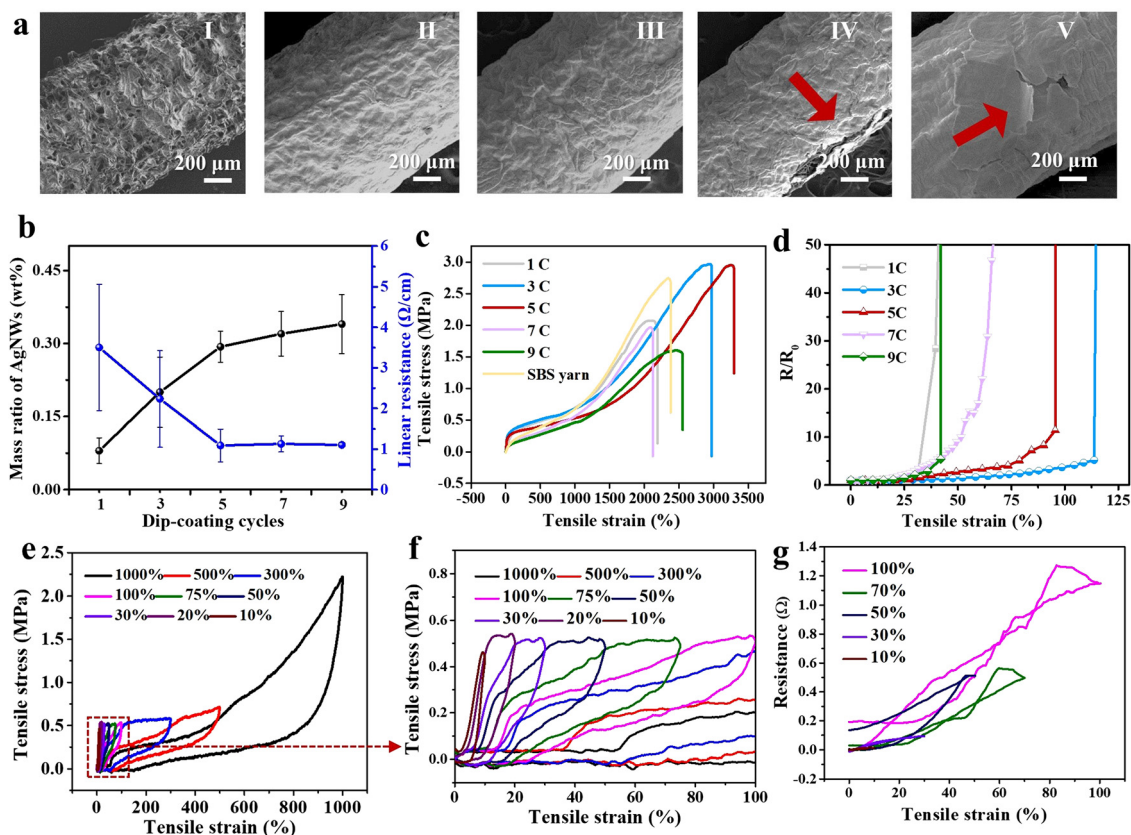 a
I II III IV V
200 µm 200 µm 200 µm 200 µm 200 µm
b
Mass ratio of AgNWs (wt%)
0.45
0.30
0.15
0.00
1 3 5 7 9
Dip-coating cycles
6
5
4
3
2
1
0
Linear resistance (Ω/cm)
c
Tensile stress (MPa)
3.0
2.5
2.0
1.5
1.0
0.5
0.0
-0.5
1 C
3 C
5 C
7 C
9 C
SBS yarn
-500 0 500 1000 1500 2000 2500 3000 3500
Tensile strain (%)
d
R/R0
50
40
30
20
10
0
1C
3C
5C
7C
9C
0 25 50 75 100 125
Tensile strain (%)
e
Tensile stress (MPa)
2.5
2.0
1.5
1.0
0.5
0.0
1000% 500% 300%
100% 75% 50%
30% 20% 10%
0 200 400 600 800 1000
Tensile strain (%)
f
Tensile stress (MPa)
0.8
0.6
0.4
0.2
0.0
1000% 500% 300%
100% 75% 50%
30% 20% 10%
0 20 40 60 80 100
Tensile strain (%)
g
Resistance (Ω)
1.4
1.2
1.0
0.8
0.6
0.4
0.2
0.0
-0.2
100%
70%
50%
30%
10%
0 20 40 60 80 100
Tensile strain (%)